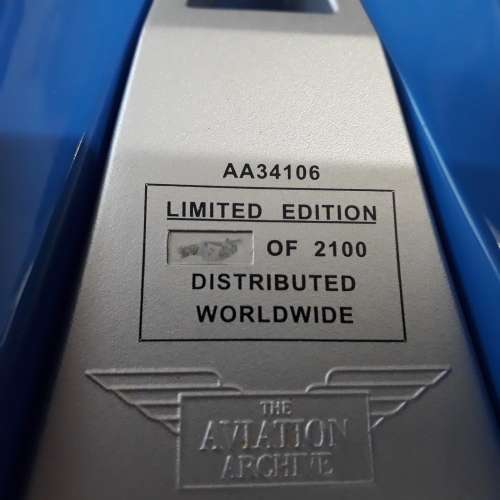 AA34106
LIMITED EDITION
OF 2100
DISTRIBUTED
WORLDWIDE
THE
AVIATION
ARCHIVE